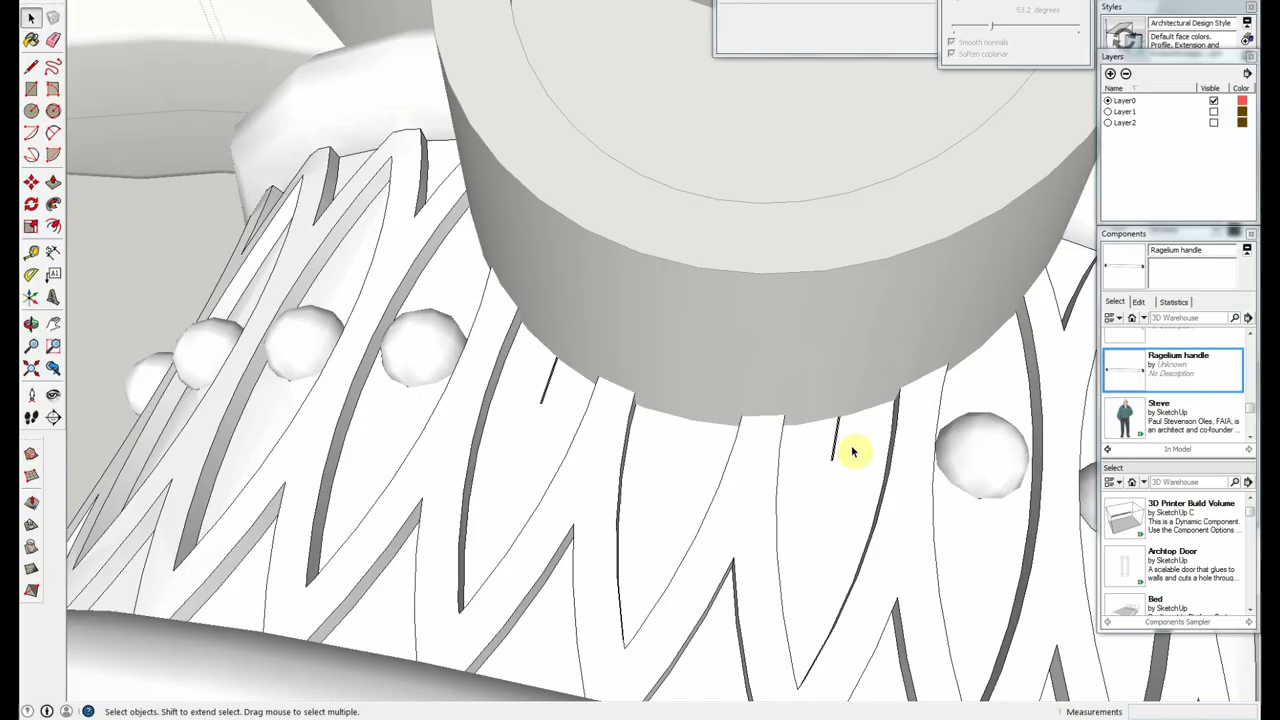 53.2 degrees
Smooth normals
Soften coplanar
Styles
Architectural Design Style
Default face colors.
Profile, Extension and
Layers
Name Visible Color
Layer0
Layer1
Layer2
Components
Ragelium handle
Select Edit Statistics
3D Warehouse
Ragelium handle
by Unknown
No Description
Steve
by SketchUp
Paul Stevenson Oles, FAIA, is
an architect and co-founder ...
In Model
Select
3D Warehouse
3D Printer Build Volume
by SketchUp C
This is a Dynamic Component.
Use the Component Options ...
Archtop Door
by SketchUp
A scalable door that glues to
walls and cuts a hole throug...
Bed
by SketchUp
Components Sampler
A1
Select objects. Shift to extend select. Drag mouse to select multiple.
Measurements